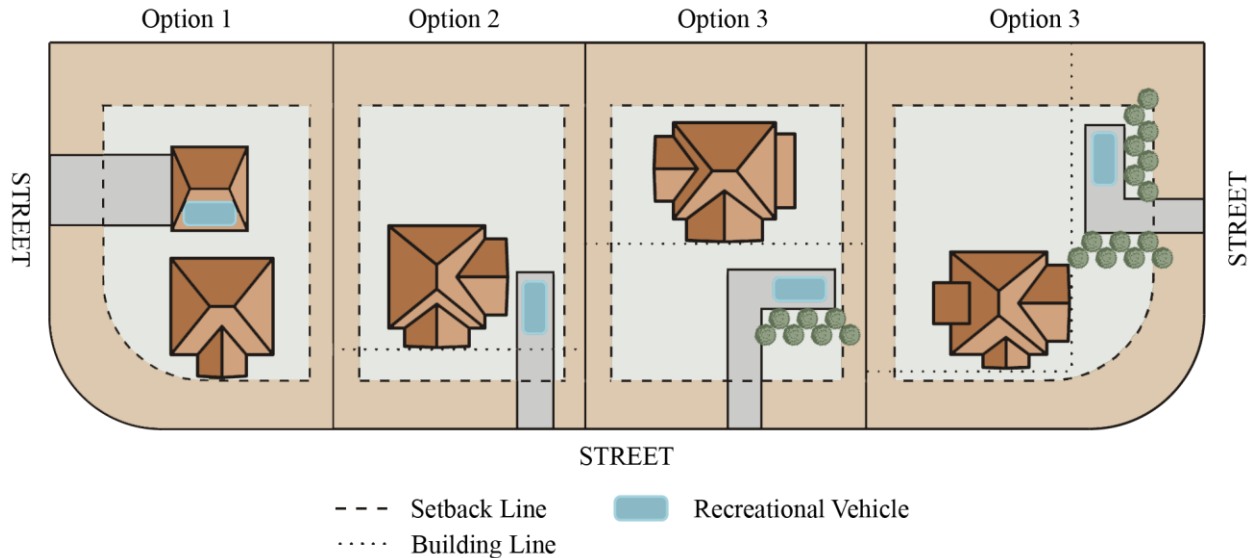 Option 1
Option 2
Option 3
Option 3
STREET
STREET
STREET
Setback Line
Recreational Vehicle
Building Line